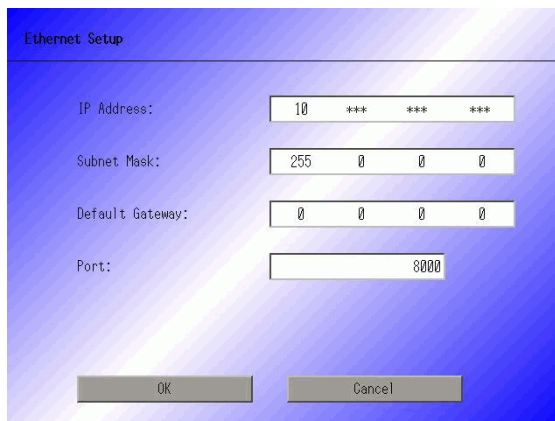 Ethernet Setup
IP Address: 10 *** *** ***
Subnet Mask: 255 0 0 0
Default Gateway: 0 0 0 0
Port: 8000
OK Cancel